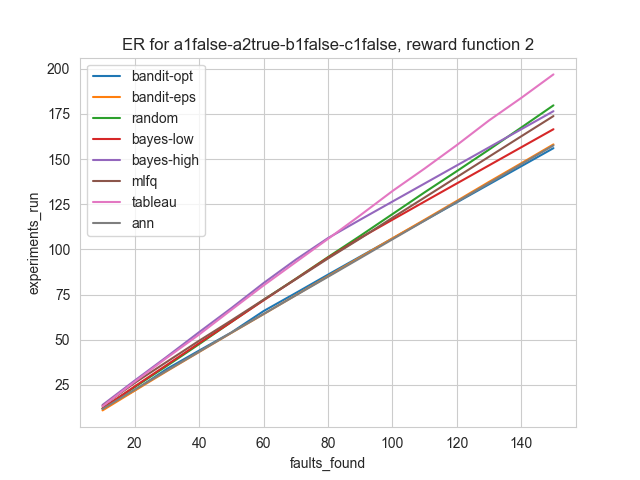 ER for a1false-a2true-b1false-c1false, reward function 2
200
175
150
125
100
75
50
25
experiments_run
bandit-opt
bandit-eps
random
bayes-low
bayes-high
mlfq
tableau
ann
20
40
60
80
100
120
140
faults_found